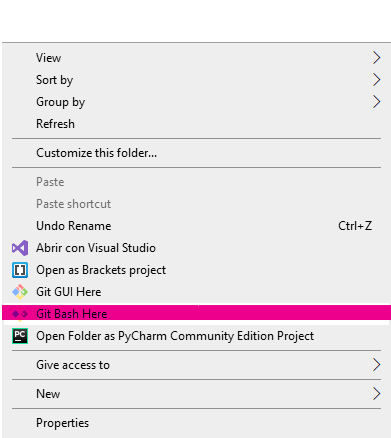 View
Sort by
Group by
Refresh
Customize this folder...
Paste
Paste shortcut
Undo Rename Ctrl+Z
Abrir con Visual Studio
Open as Brackets project
Git GUI Here
Git Bash Here
PC Open Folder as PyCharm Community Edition Project
Give access to
New
Properties